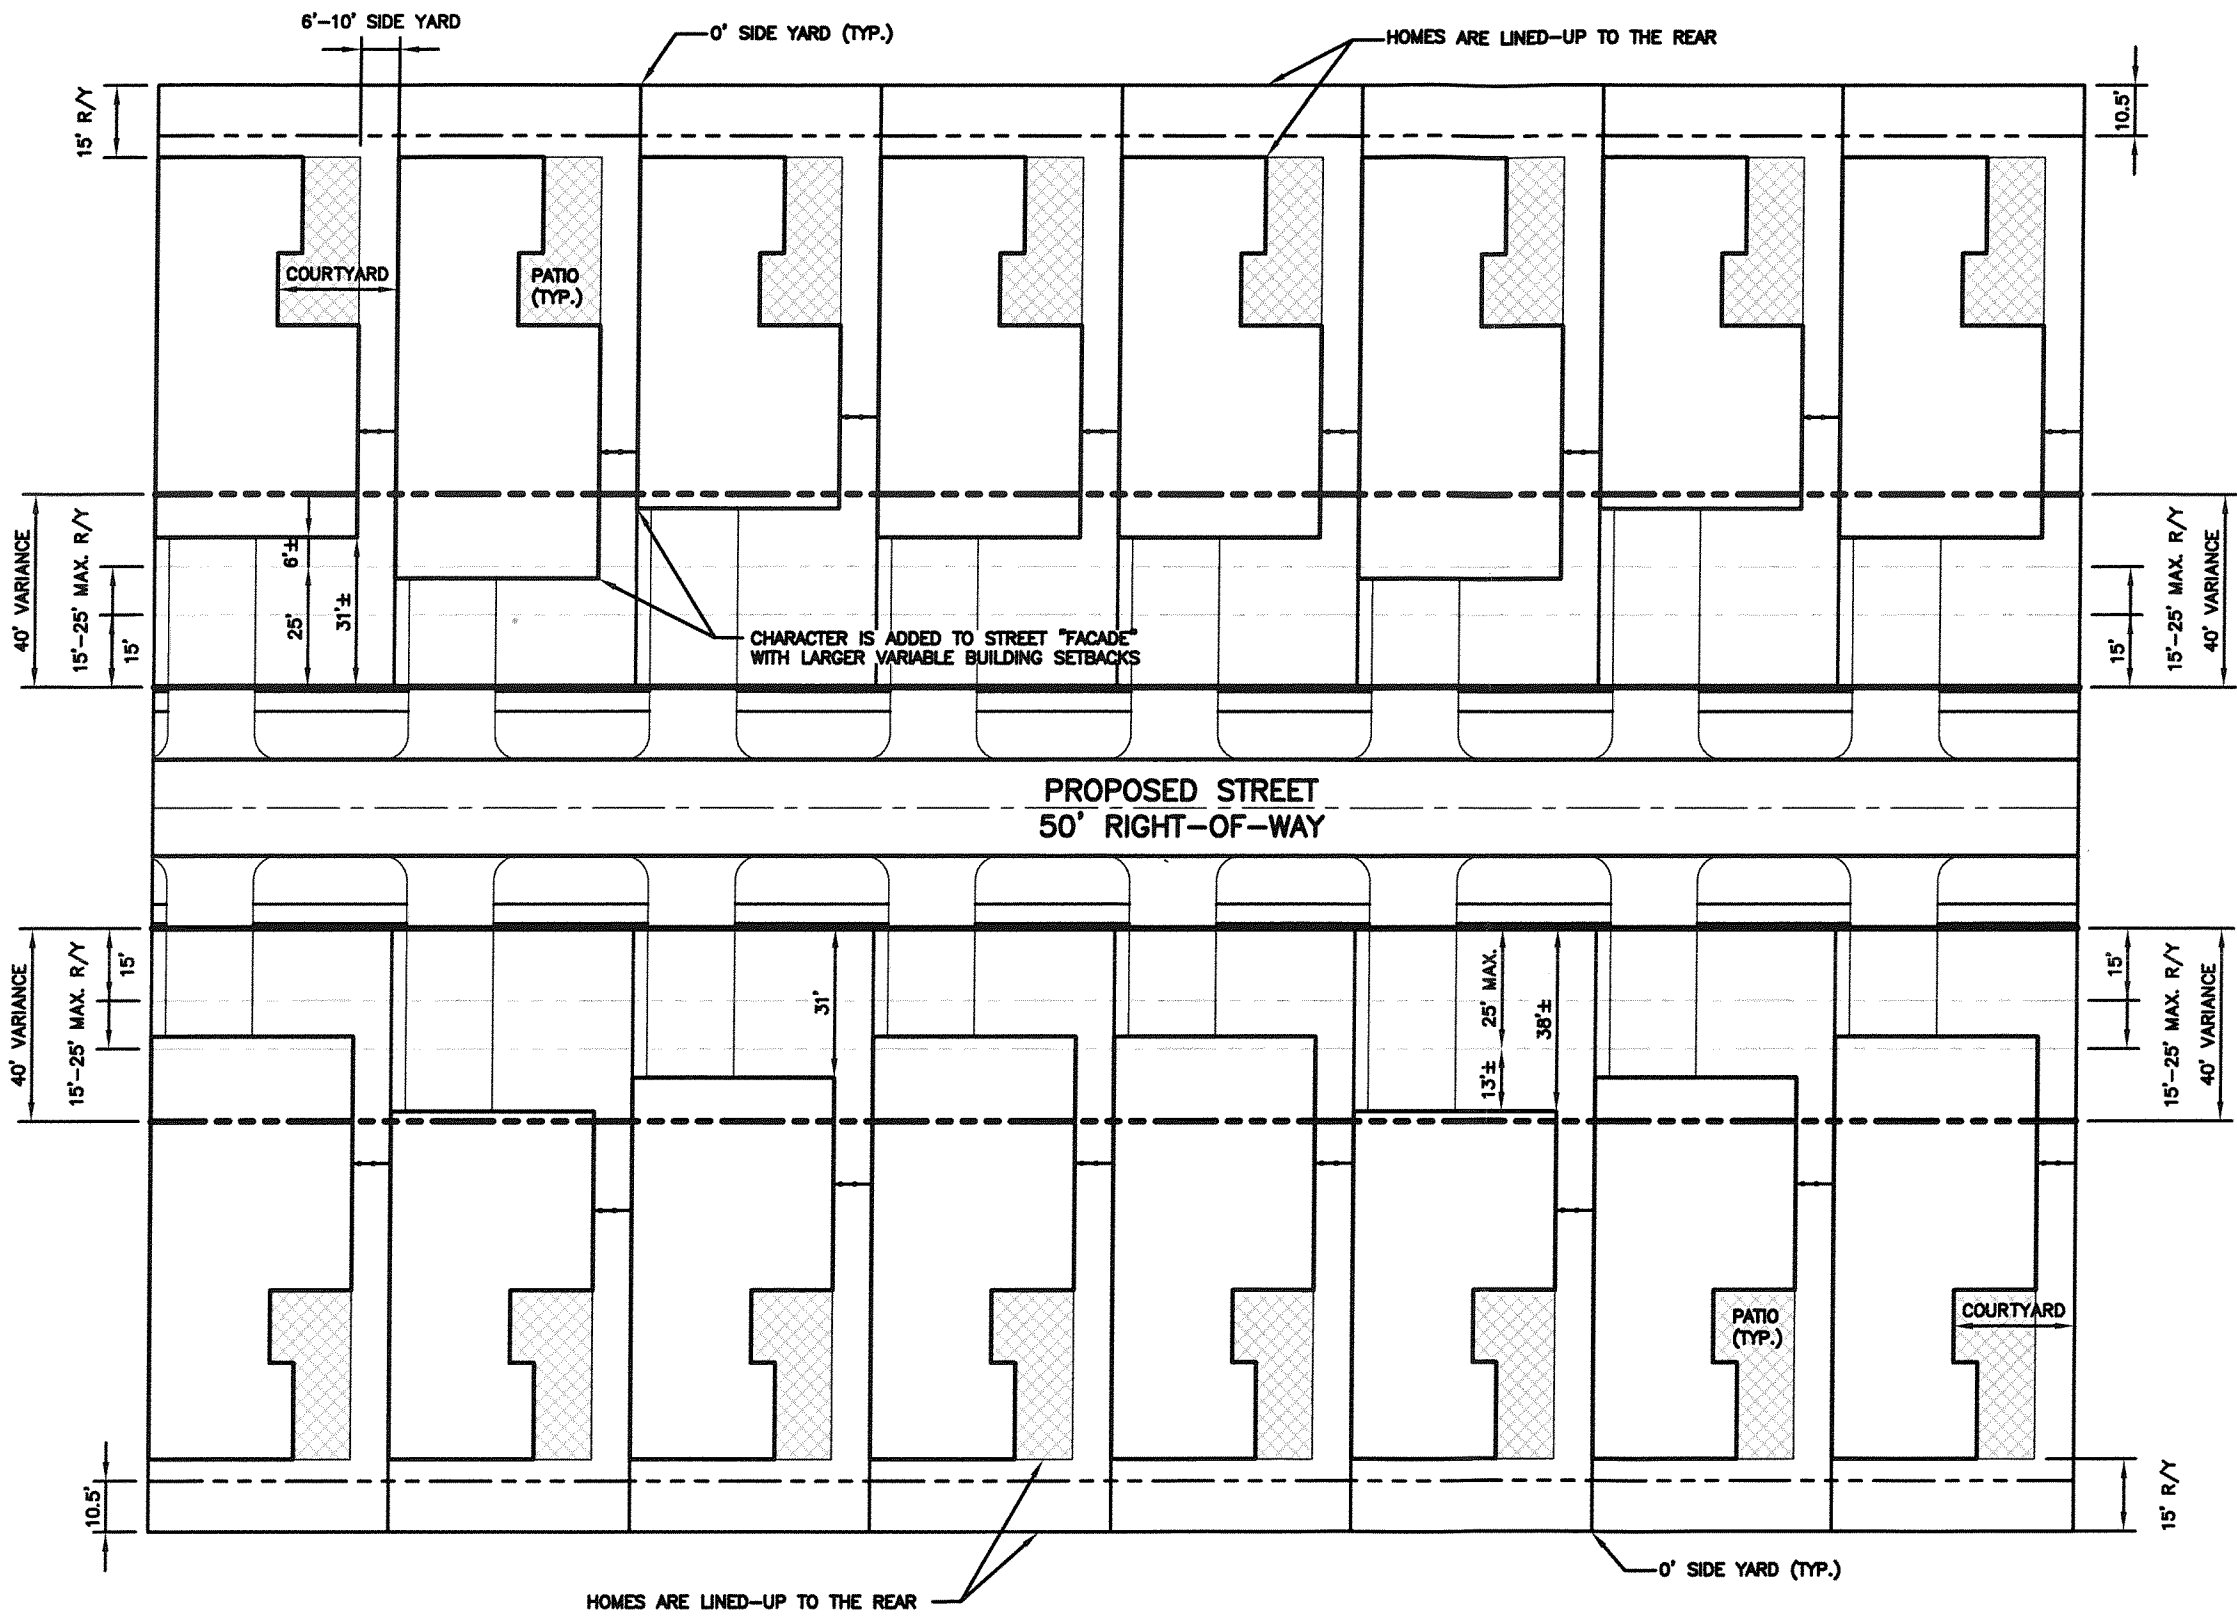 6'-10' SIDE YARD
0' SIDE YARD (TYP.)
HOMES ARE LINED-UP TO THE REAR
15' R/Y
10.5'
COURTYARD
PATIO
(TYP.)
40' VARIANCE
15'-25' MAX. R/Y
15'
6'±
25'
31'±
CHARACTER IS ADDED TO STREET "FACADE"
WITH LARGER VARIABLE BUILDING SETBACKS
15'
15'-25' MAX. R/Y
40' VARIANCE
PROPOSED STREET
50' RIGHT-OF-WAY
40' VARIANCE
15'-25' MAX. R/Y
15'
31'
25' MAX.
13'±
38'±
15'
15'-25' MAX. R/Y
40' VARIANCE
PATIO
(TYP.)
COURTYARD
10.5'
15' R/Y
HOMES ARE LINED-UP TO THE REAR
0' SIDE YARD (TYP.)